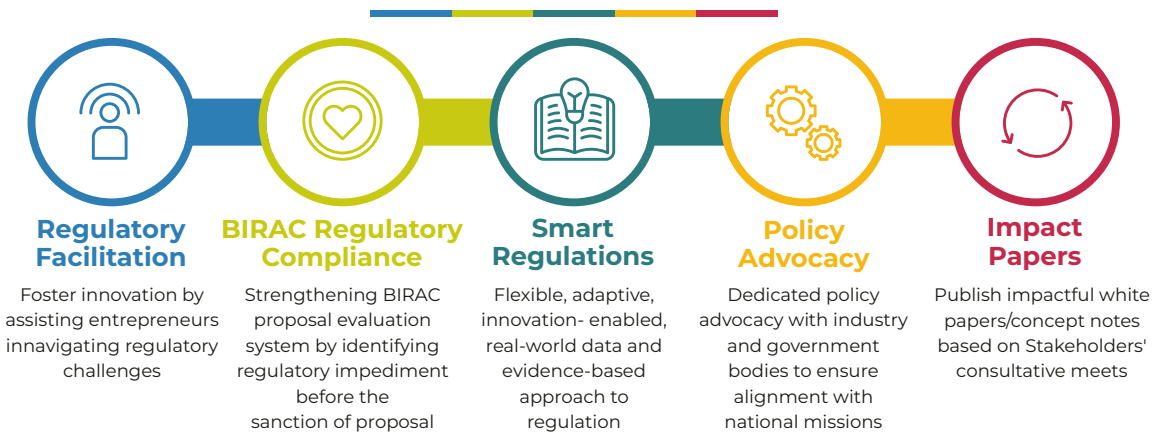 Regulatory
Facilitation
Foster innovation by
assisting entrepreneurs
innavigating regulatory
challenges
BIRAC Regulatory
Compliance
Strengthening BIRAC
proposal evaluation
system by identifying
regulatory impediment
before the
sanction of proposal
Smart
Regulations
Flexible, adaptive,
innovation- enabled,
real-world data and
evidence-based
approach to
regulation
Policy
Advocacy
Dedicated policy
advocacy with industry
and government
bodies to ensure
alignment with
national missions
Impact
Papers
Publish impactful white
papers/concept notes
based on Stakeholders'
consultative meets